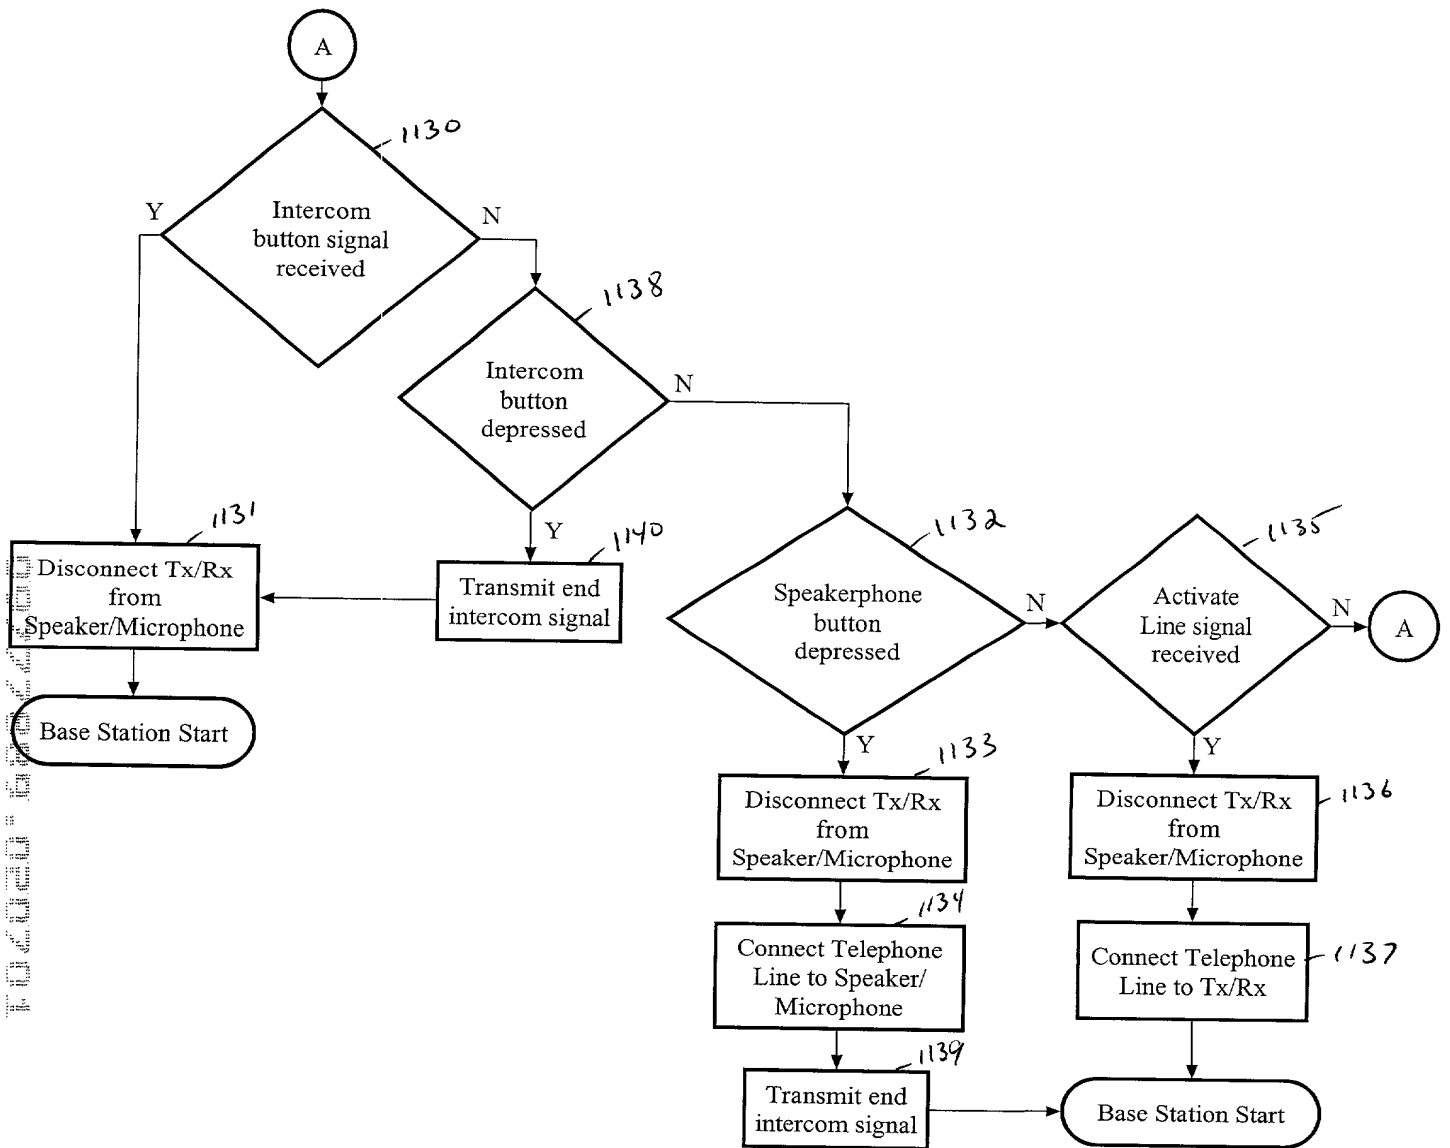 A
1130
Y
N
Intercom
button signal
received
1138
Intercom
button
depressed
N
Y
1131
Disconnect Tx/Rx
from
Speaker/Microphone
1140
Transmit end
intercom signal
Base Station Start
1132
Speakerphone
button
depressed
N
Y
1135
Activate
Line signal
received
N
A
Y
1133
Disconnect Tx/Rx
from
Speaker/Microphone
1136
Disconnect Tx/Rx
from
Speaker/Microphone
1134
Connect Telephone
Line to Speaker/
Microphone
1137
Connect Telephone
Line to Tx/Rx
1139
Transmit end
intercom signal
Base Station Start